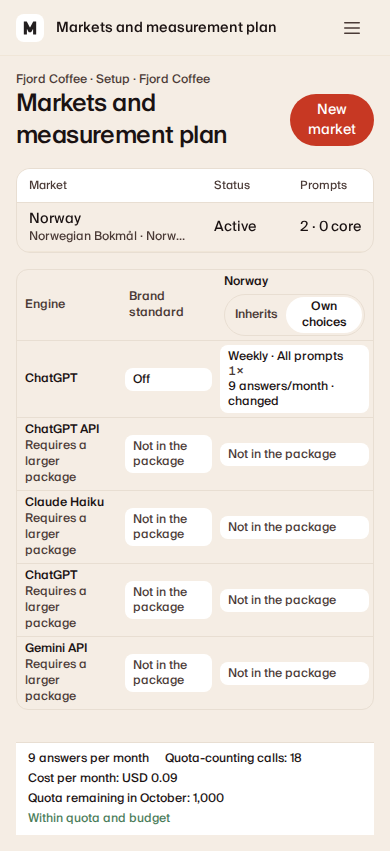 M Markets and measurement plan
Fjord Coffee · Setup · Fjord Coffee
Markets and
measurement plan
New
market
Market Status Prompts
Norway
Norwegian Bokmål · Norw...
Active
2 · 0 core
Engine
Brand
standard
Norway
Inherits
Own
choices
ChatGPT
Off
Weekly · All prompts
1×
9 answers/month ·
changed
ChatGPT API
Requires a
larger
package
Not in the
package
Not in the package
Claude Haiku
Requires a
larger
package
Not in the
package
Not in the package
ChatGPT
Requires a
larger
package
Not in the
package
Not in the package
Gemini API
Requires a
larger
package
Not in the
package
Not in the package
9 answers per month Quota-counting calls: 18
Cost per month: USD 0.09
Quota remaining in October: 1,000
Within quota and budget